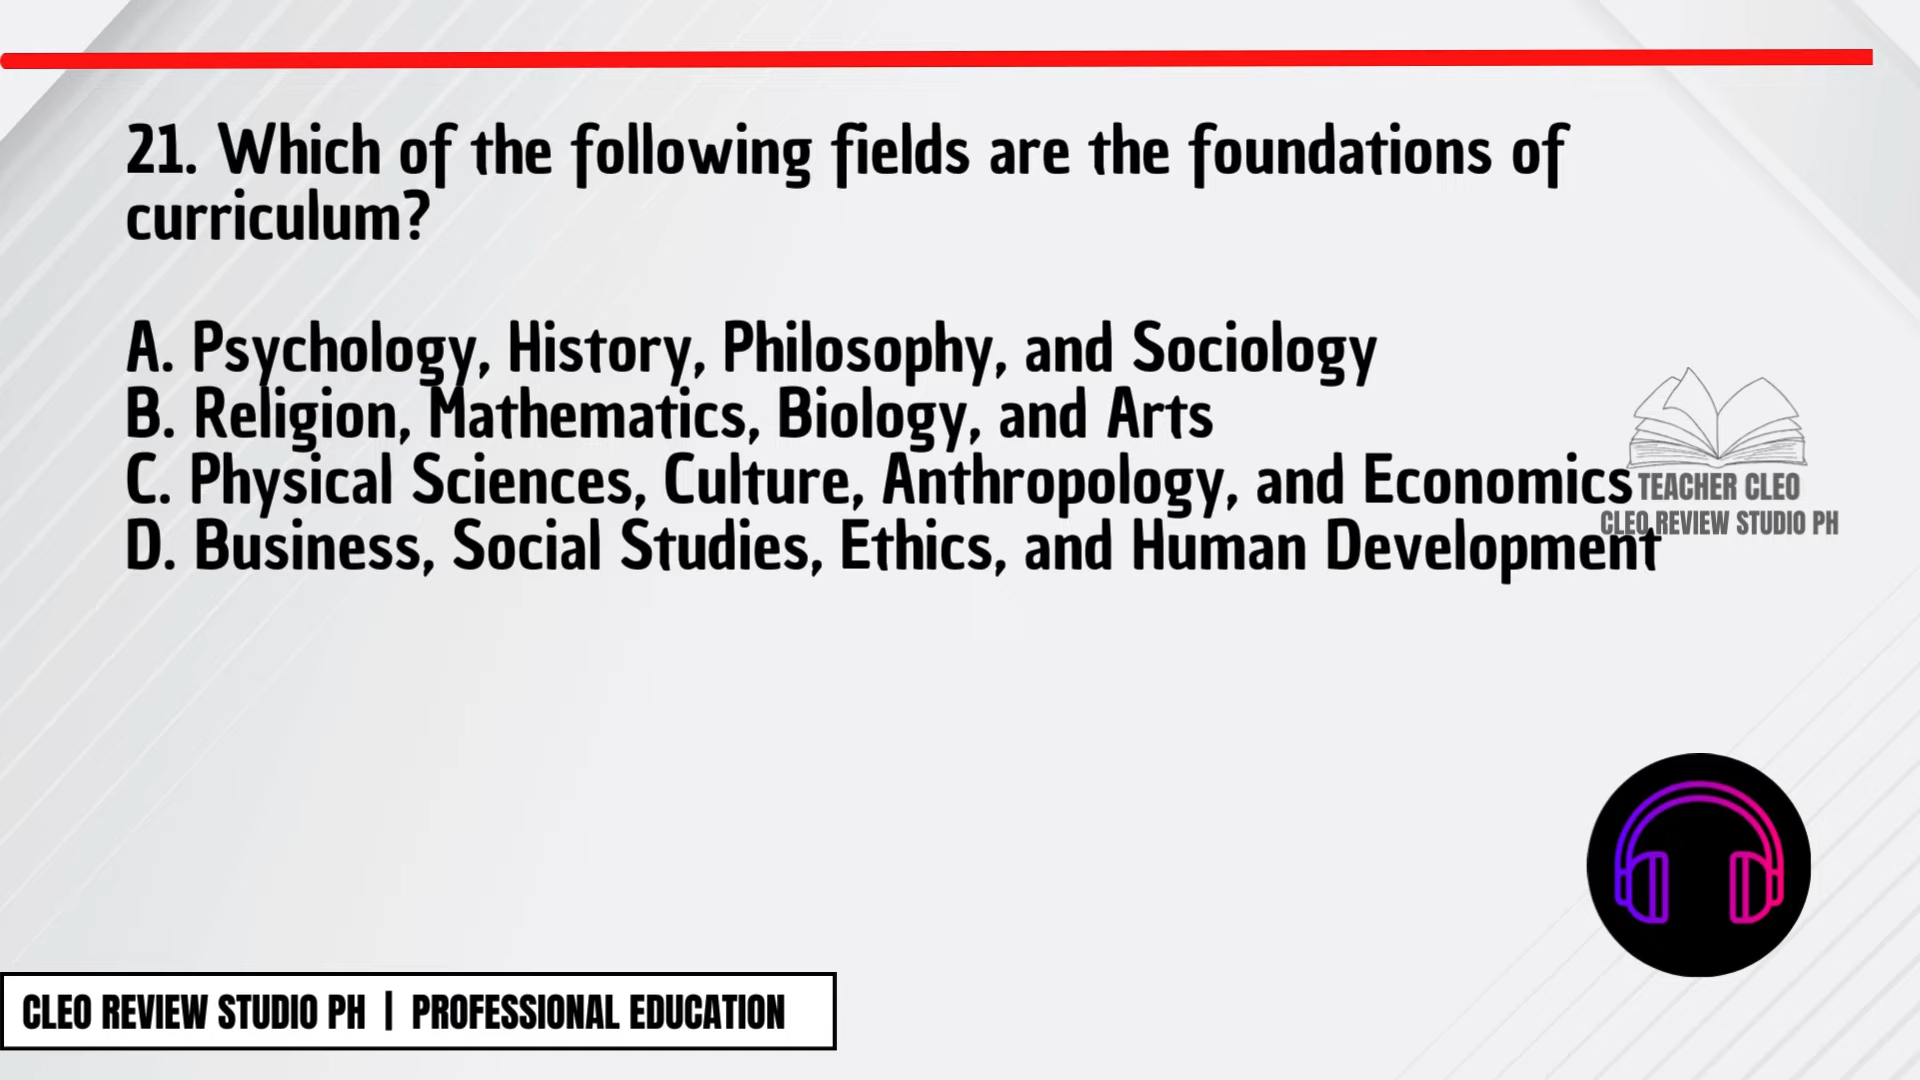 21. Which of the following fields are the foundations of
curriculum?
A. Psychology, History, Philosophy, and Sociology
B. Religion, Mathematics, Biology, and Arts
C. Physical Sciences, Culture, Anthropology, and Economics
D. Business, Social Studies, Ethics, and Human Development
TEACHER CLEO
CLEO REVIEW STUDIO PH
CLEO REVIEW STUDIO PH | PROFESSIONAL EDUCATION